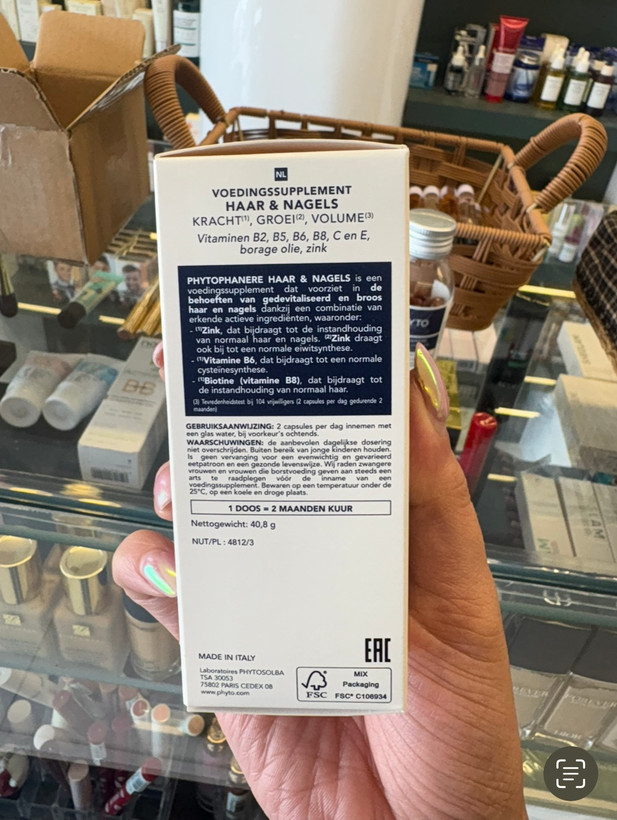 NL
VOEDINGSSUPPLEMENT
HAAR & NAGELS
KRACHT⁽¹⁾, GROEI⁽²⁾, VOLUME⁽³⁾
Vitaminen B2, B5, B6, B8, C en E,
borage olie, zink
PHYTOPHANERE HAAR & NAGELS is een
voedingssupplement dat voorziet in de
behoeften van gedevitaliseerd en broos
haar en nagels dankzij een combinatie van
erkende actieve ingrediënten, waaronder:
- ⁽¹⁾Zink, dat bijdraagt tot de instandhouding
van normaal haar en nagels. ⁽²⁾Zink draagt
ook bij tot een normale eiwitsynthese.
- ⁽¹⁾Vitamine B6, dat bijdraagt tot een normale
cysteïnesynthese.
- ⁽¹⁾Biotine (vitamine B8), dat bijdraagt tot
de instandhouding van normaal haar.
(3) Tevredenheidstest bij 104 vrijwilligers (2 capsules per dag gedurende 2
maanden)
GEBRUIKSAANWIJZING: 2 capsules per dag innemen met
een glas water, bij voorkeur's ochtends.
WAARSCHUWINGEN: de aanbevolen dagelijkse dosering
niet overschrijden. Buiten bereik van jonge kinderen houden.
Is geen vervanging voor een evenwichtig en gevarieerd
eetpatroon en een gezonde levenswijze. Wij raden zwangere
vrouwen en vrouwen die borstvoeding geven aan steeds een
arts te raadplegen vóór de inname van een
voedingssupplement. Bewaren op een temperatuur onder de
25°C, op een koele en droge plaats.
1 DOOS = 2 MAANDEN KUUR
Nettogewicht: 40,8 g
NUT/PL : 4812/3
MADE IN ITALY
EAC
Laboratoires PHYTOSOLBA
TSA 30053
75802 PARIS CEDEX 08
www.phyto.com
FSC
MIX
Packaging
FSC® C106934
BB